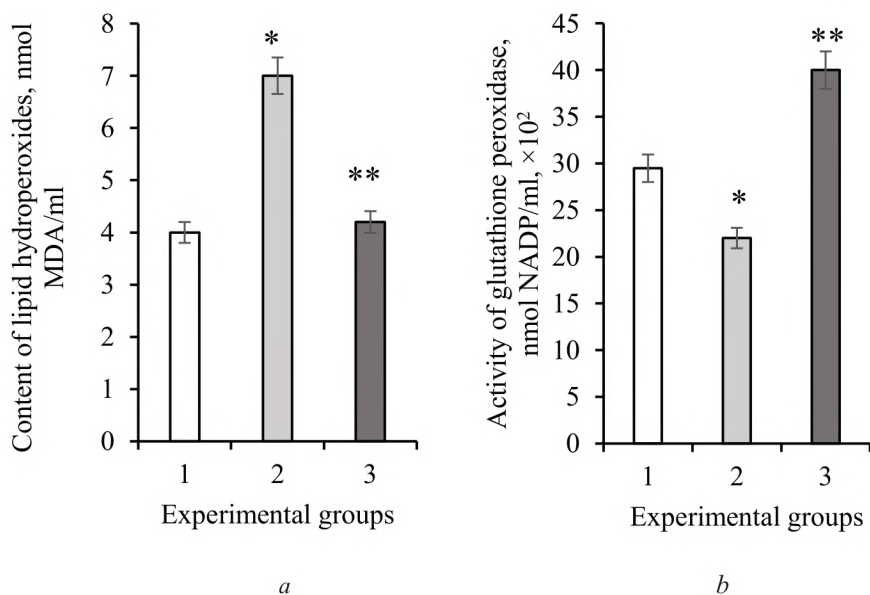 Content of lipid hydroperoxides, nmol
MDA/ml
8
7
6
5
4
3
2
1
0
*
**
1 2 3
Experimental groups
a
Activity of glutathione peroxidase,
nmol NADP/ml, ×10²
45
40
35
30
25
20
15
10
5
0
*
**
1 2 3
Experimental groups
b